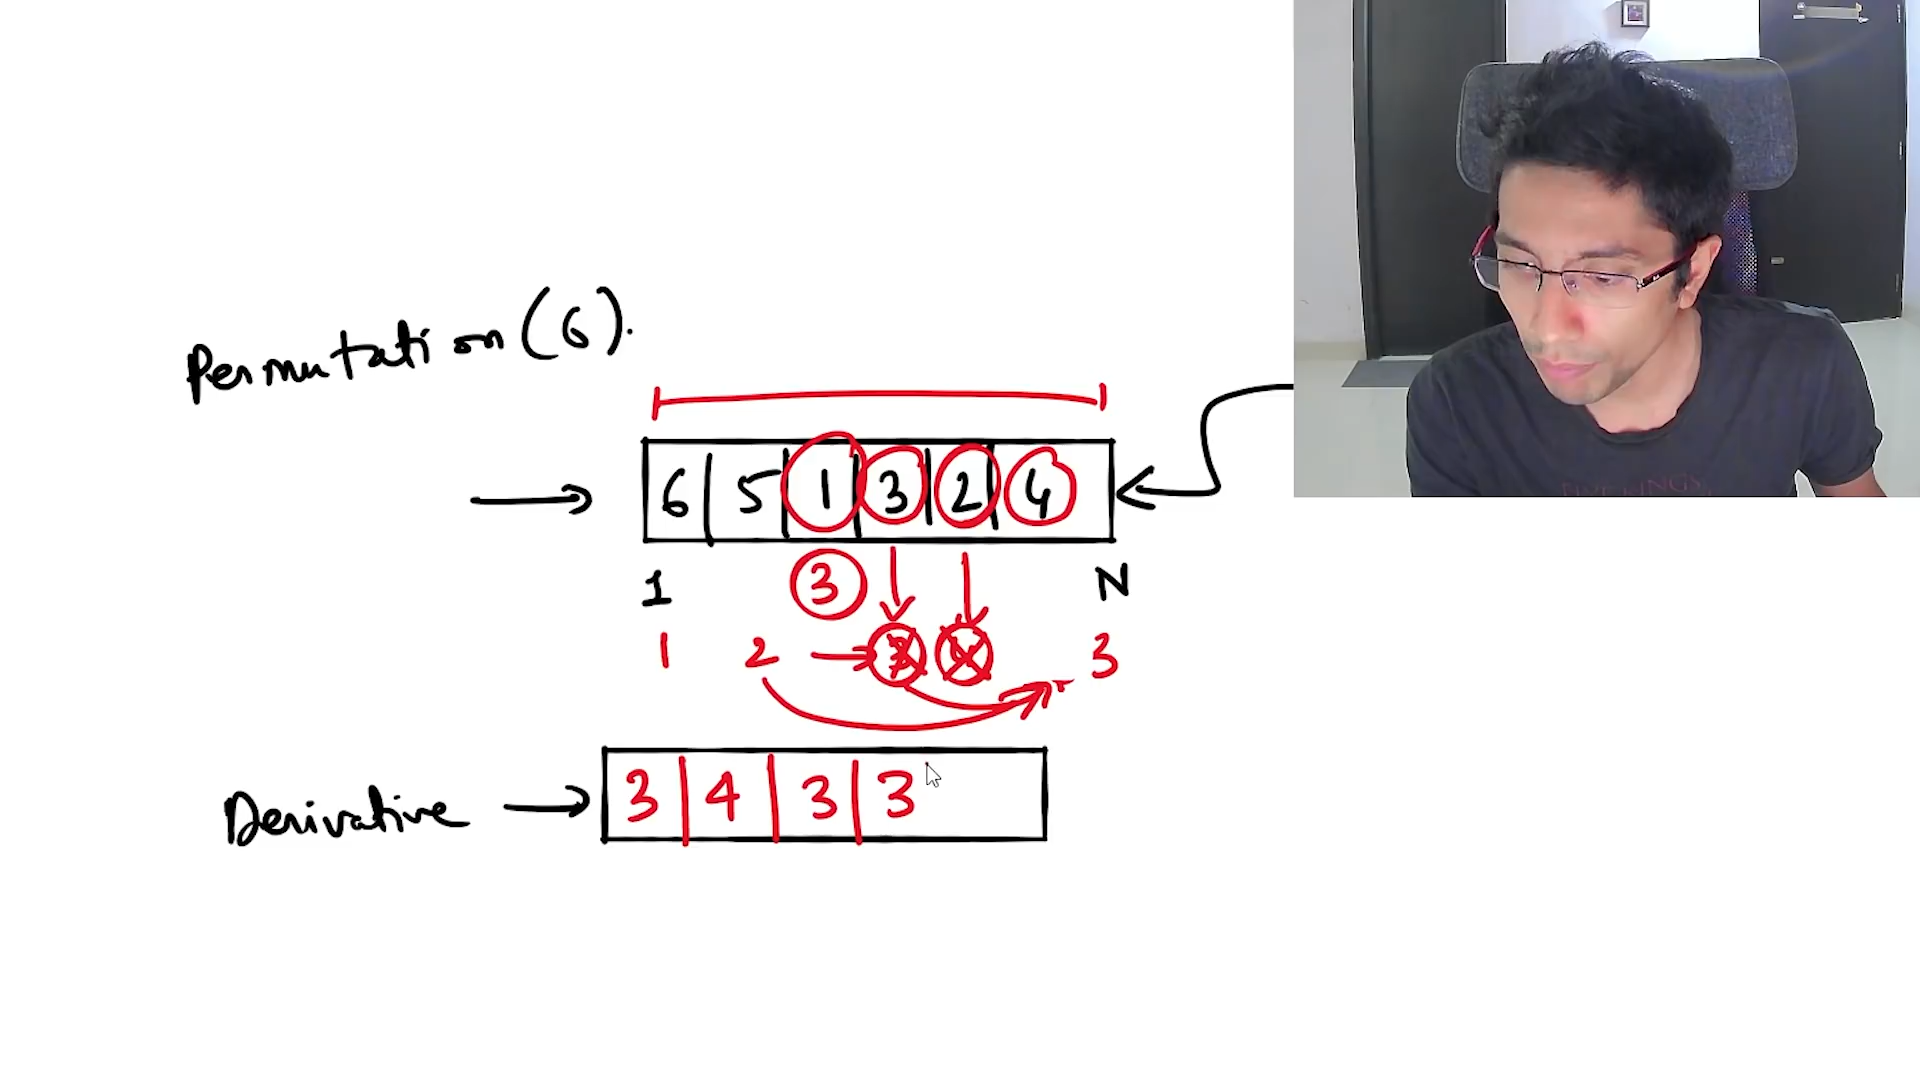 Permutation (6).
6 5 1 3 2 4
1 3 N
1 2 3
Derivative 3 4 3 3